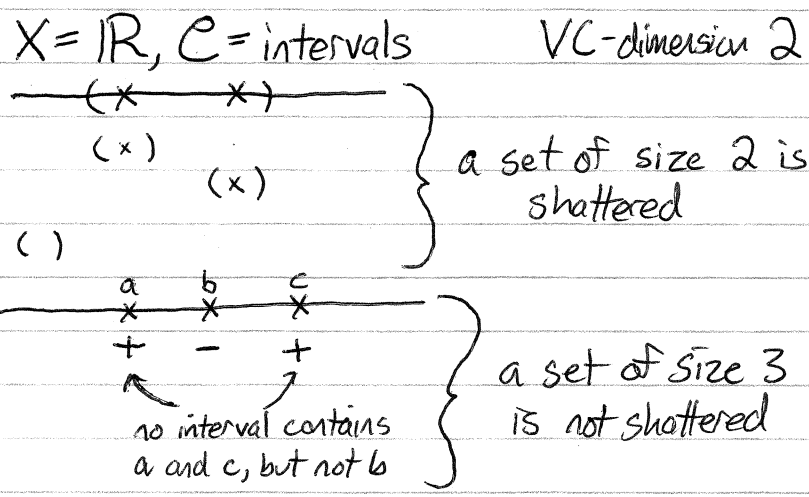 X = ℝ, C = intervals
VC-dimension 2
( x x )
( x )
( x )
( )
a set of size 2 is
shattered
a b c
x x x
+ - +
no interval contains
a and c, but not b
a set of size 3
is not shattered